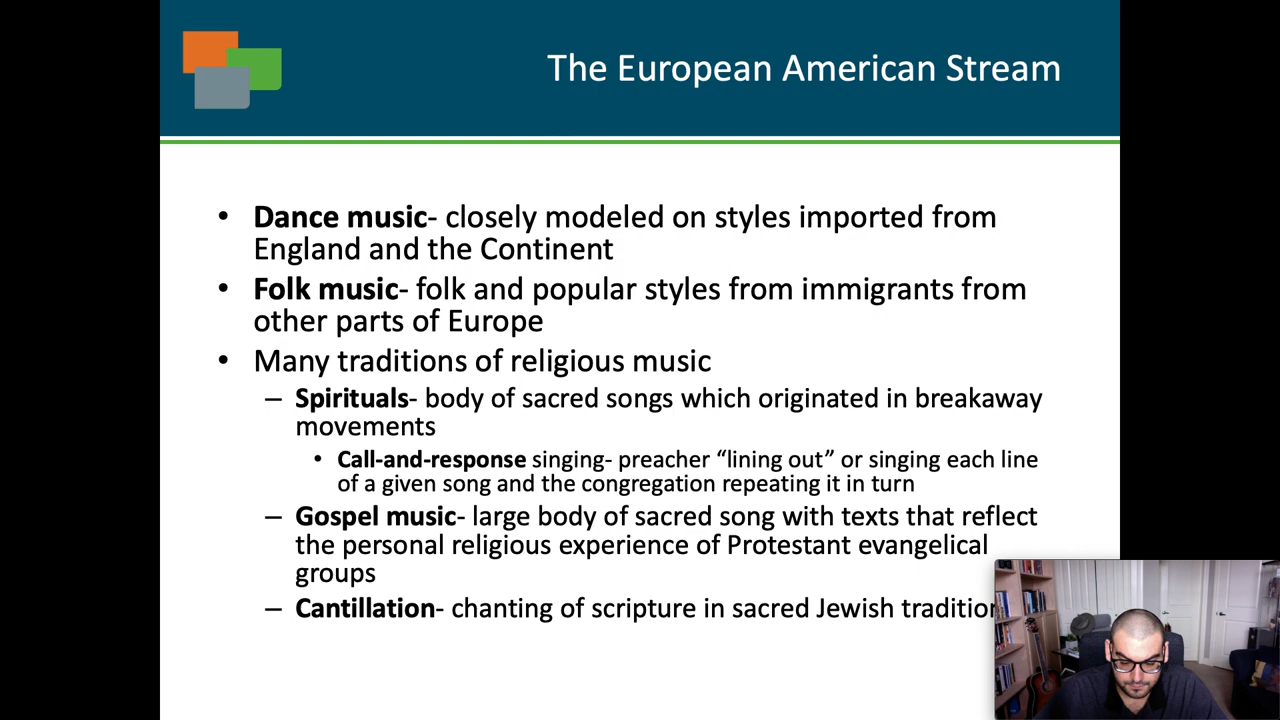 The European American Stream
• Dance music- closely modeled on styles imported from
England and the Continent
• Folk music- folk and popular styles from immigrants from
other parts of Europe
• Many traditions of religious music
– Spirituals- body of sacred songs which originated in breakaway
movements
• Call-and-response singing- preacher “lining out” or singing each line
of a given song and the congregation repeating it in turn
– Gospel music- large body of sacred song with texts that reflect
the personal religious experience of Protestant evangelical
groups
– Cantillation- chanting of scripture in sacred Jewish tradition